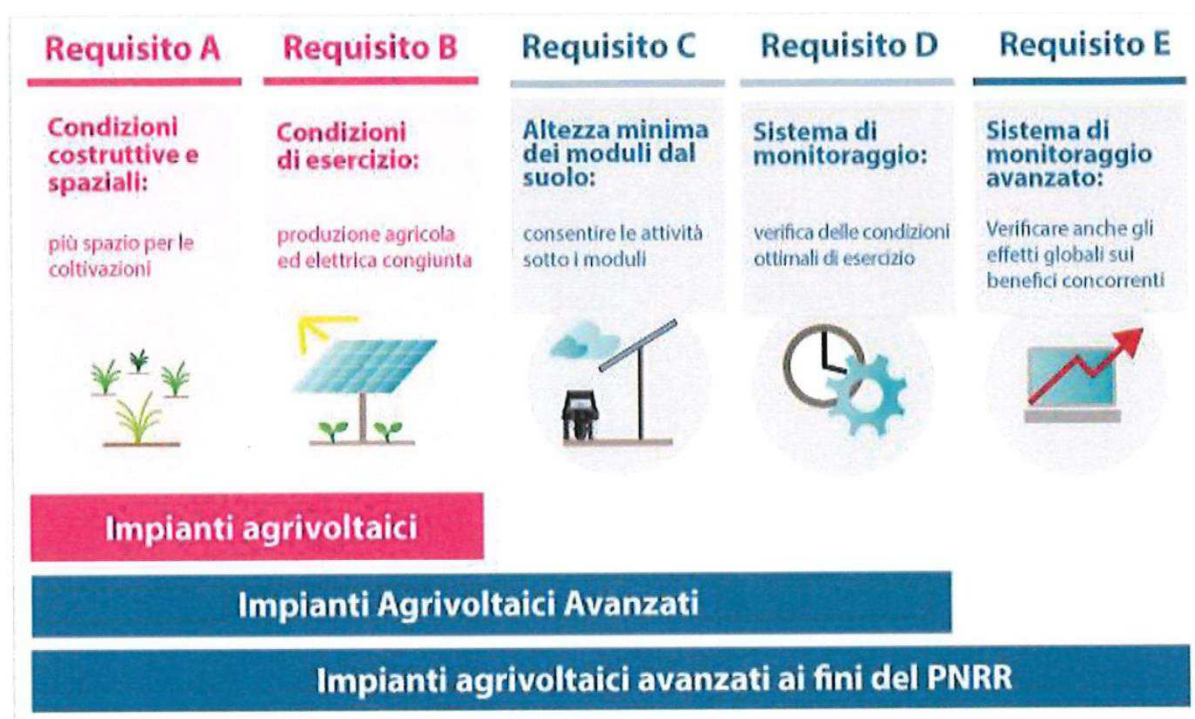 Requisito A
Requisito B
Requisito C
Requisito D
Requisito E
Condizioni
costruttive e
spaziali:
più spazio per le
coltivazioni
Condizioni
di esercizio:
produzione agricola
ed elettrica congiunta
Altezza minima
dei moduli dal
suolo:
consentire le attività
sotto i moduli
Sistema di
monitoraggio:
verifica delle condizioni
ottimali di esercizio
Sistema di
monitoraggio
avanzato:
Verificare anche gli
effetti globali sui
benefici concorrenti
Impianti agrivoltaici
Impianti Agrivoltaici Avanzati
Impianti agrivoltaici avanzati ai fini del PNRR